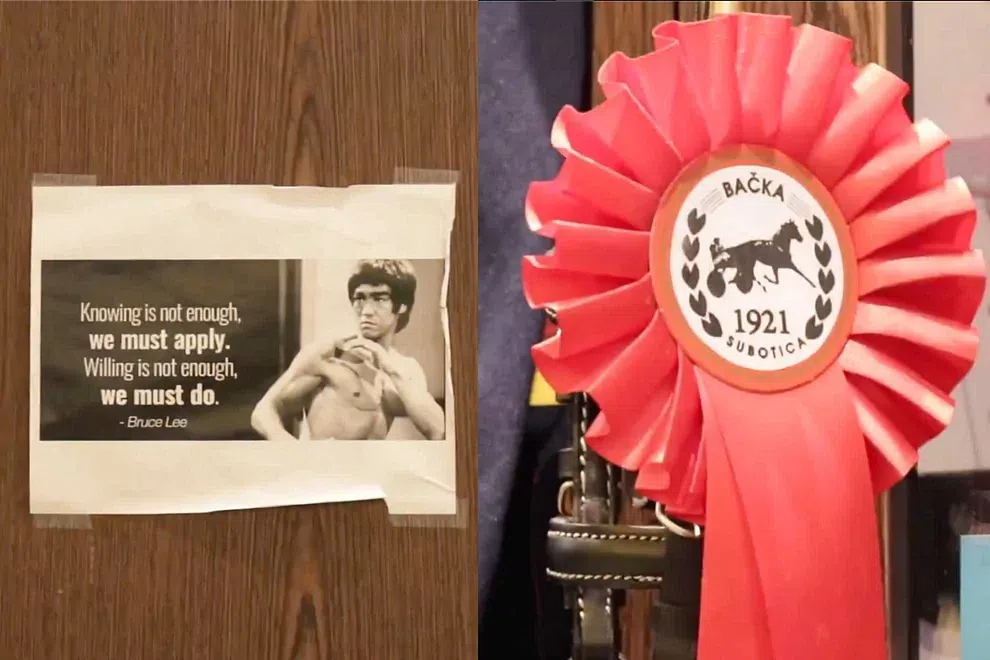 Knowing is not enough,
we must apply.
Willing is not enough,
we must do.
- Bruce Lee
BAČKA
1921
SUBOTICA